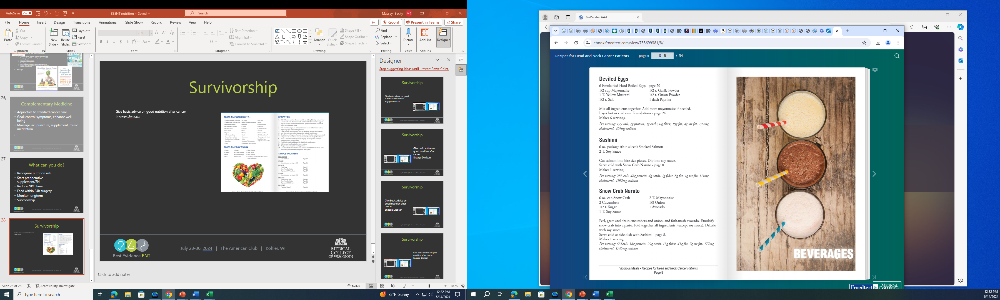 AutoSave On
BEENT nutrition • Saved
Search
Massey, Becky MB
File Home Insert Design Transitions Animations Slide Show Record Review View Help
Record Present in Teams Share
Paste Cut Copy Format Painter
New Slide Reuse Slides Layout Reset Section
Text Direction Align Text Convert to SmartArt
Arrange Quick Styles Shape Fill Shape Outline Shape Effects
Find Replace Select
Dictate Add-ins Designer
Clipboard Slides Font Paragraph Drawing Editing Voice Add-ins
26
Complementary Medicine
• Adjunctive to standard cancer care
• Goal: control symptoms, enhance well-
being
• Massage, acupuncture, supplement, music,
meditation
27
What can you do?
• Recognize nutrition risk
• Start preoperative
supplement/EN
• Reduce NPO time
• Feed within 24h surgery
• Monitor longterm
• Survivorship
28
Survivorship
Survivorship
Give basic advice on good nutrition after cancer
Engage Dietican
FOODS THAT WORK NICELY...
FOODS THAT DON'T WORK...
RECIPE TIPS:
SAMPLE DAILY MENU
July 28-30, 2024 | The American Club | Kohler, WI
Best Evidence ENT
MEDICAL
COLLEGE
OF WISCONSIN
Click to add notes
Designer
Stop suggesting ideas until I restart PowerPoint.
Survivorship
Give basic advice on good
nutrition after cancer
Engage Dietican
Survivorship
Give basic advice on
good nutrition after
cancer
Engage Dietican
Survivorship
Give basic advice on
good nutrition after
cancer
Engage Dietican
Survivorship
Give basic advice on good
nutrition after cancer
Engage Dietican
Slide 28 of 28 Accessibility: Investigate
Notes 100%
Type here to search
73°F Sunny
12:32 PM
6/14/2024
NetScaler AAA
ebook.froedtert.com/view/733699381/8/
Recipes for Head and Neck Cancer Patients pages: 8 - 9 / 54
Deviled Eggs
6 Emulsified Hard Boiled Eggs - page 20
1/2 cup Mayonnaise 1/2 t. Garlic Powder
1 T. Yellow Mustard 1/2 t. Onion Powder
1/2 t. Salt 1 dash Paprika
Mix all ingredients together. Add more mayonnaise if needed.
Layer hot or cold over Foundations - page 24.
Makes 6 servings.
Per serving: 199 cals, 7g protein, 1g carbs, 0g fiber, 19g fat, 4g sat fat, 192mg
cholesterol, 401mg sodium
Sashimi
6 oz. package (thin sliced) Smoked Salmon
2 T. Soy Sauce
Cut salmon into bite size pieces. Dip into soy sauce.
Serve cold with Snow Crab Naruto - page 8.
Makes 1 serving.
Per serving: 283 cals, 48g protein, 4g carbs, 1g fiber, 8g fat, 1g sat fat, 111mg
cholesterol, 4192mg sodium
Snow Crab Naruto
6 oz. can Snow Crab 2 T. Mayonnaise
2 Cucumbers 1/8 Onion
1/2 t. Sugar 1 Avocado
1 T. Soy Sauce
Peel, grate and drain cucumbers and onion, and fork-mash avocado. Emulsify
snow crab into a paste. Fold together all ingredients, (except soy sauce). Drizzle
with soy sauce.
Serve cold as side dish with Sashimi - page 8.
Makes 1 serving.
Per serving: 635cals, 38g protein, 29g carbs, 13g fiber, 43g fat, 7g sat fat, 177mg
cholesterol, 1745mg sodium
Vigorous Meals • Recipes for Head and Neck Cancer Patients
Page 8
BEVERAGES
Froedtert & MEDICAL
12:32 PM
6/14/2024